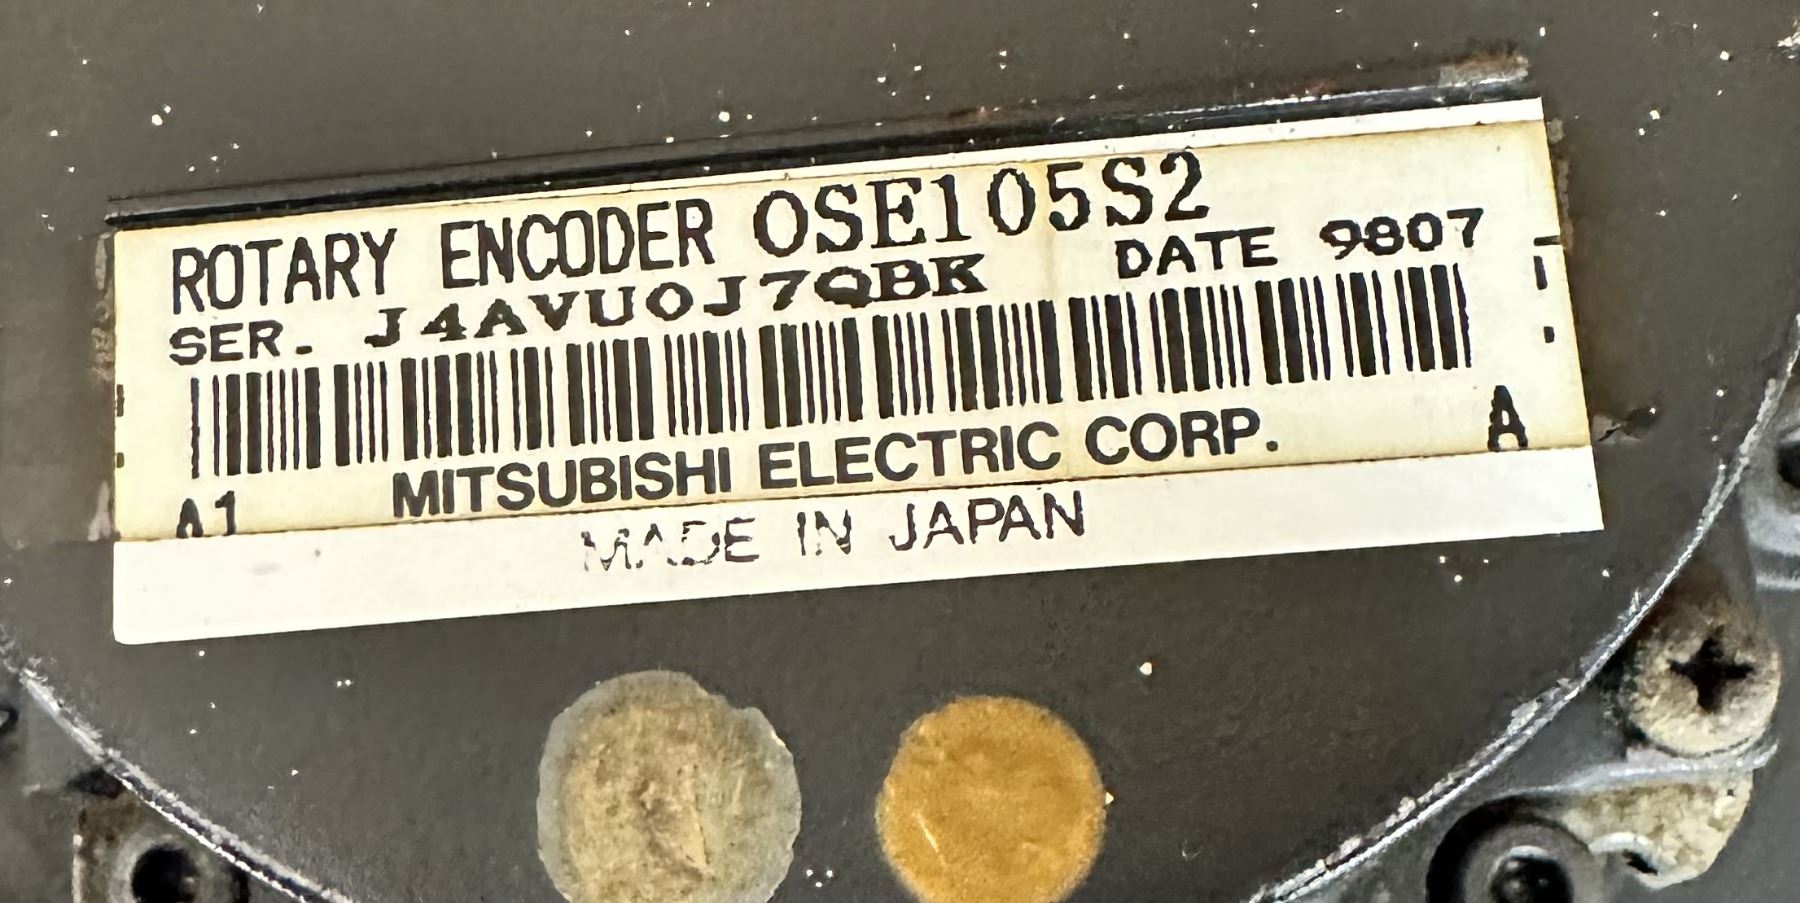 ROTARY ENCODER OSE105S2
SER. J4AVU0J7QBK DATE 9807
A1 MITSUBISHI ELECTRIC CORP. A
MADE IN JAPAN